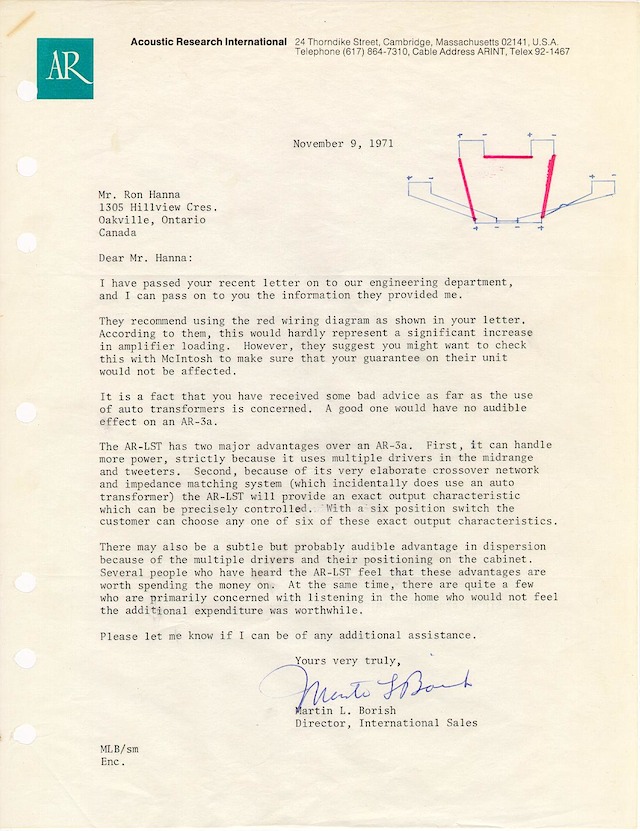 AR
Acoustic Research International 24 Thorndike Street, Cambridge, Massachusetts 02141, U.S.A.
Telephone (617) 864-7310, Cable Address ARINT, Telex 92-1467
November 9, 1971
+ - + -
+ - + -
+ - + -
Mr. Ron Hanna
1305 Hillview Cres.
Oakville, Ontario
Canada
Dear Mr. Hanna:
I have passed your recent letter on to our engineering department,
and I can pass on to you the information they provided me.
They recommend using the red wiring diagram as shown in your letter.
According to them, this would hardly represent a significant increase
in amplifier loading. However, they suggest you might want to check
this with McIntosh to make sure that your guarantee on their unit
would not be affected.
It is a fact that you have received some bad advice as far as the use
of auto transformers is concerned. A good one would have no audible
effect on an AR-3a.
The AR-LST has two major advantages over an AR-3a. First, it can handle
more power, strictly because it uses multiple drivers in the midrange
and tweeters. Second, because of its very elaborate crossover network
and impedance matching system (which incidentally does use an auto
transformer) the AR-LST will provide an exact output characteristic
which can be precisely controlled. With a six position switch the
customer can choose any one of six of these exact output characteristics.
There may also be a subtle but probably audible advantage in dispersion
because of the multiple drivers and their positioning on the cabinet.
Several people who have heard the AR-LST feel that these advantages are
worth spending the money on. At the same time, there are quite a few
who are primarily concerned with listening in the home who would not feel
the additional expenditure was worthwhile.
Please let me know if I can be of any additional assistance.
Yours very truly,
Martin L Borish
Martin L. Borish
Director, International Sales
MLB/sm
Enc.